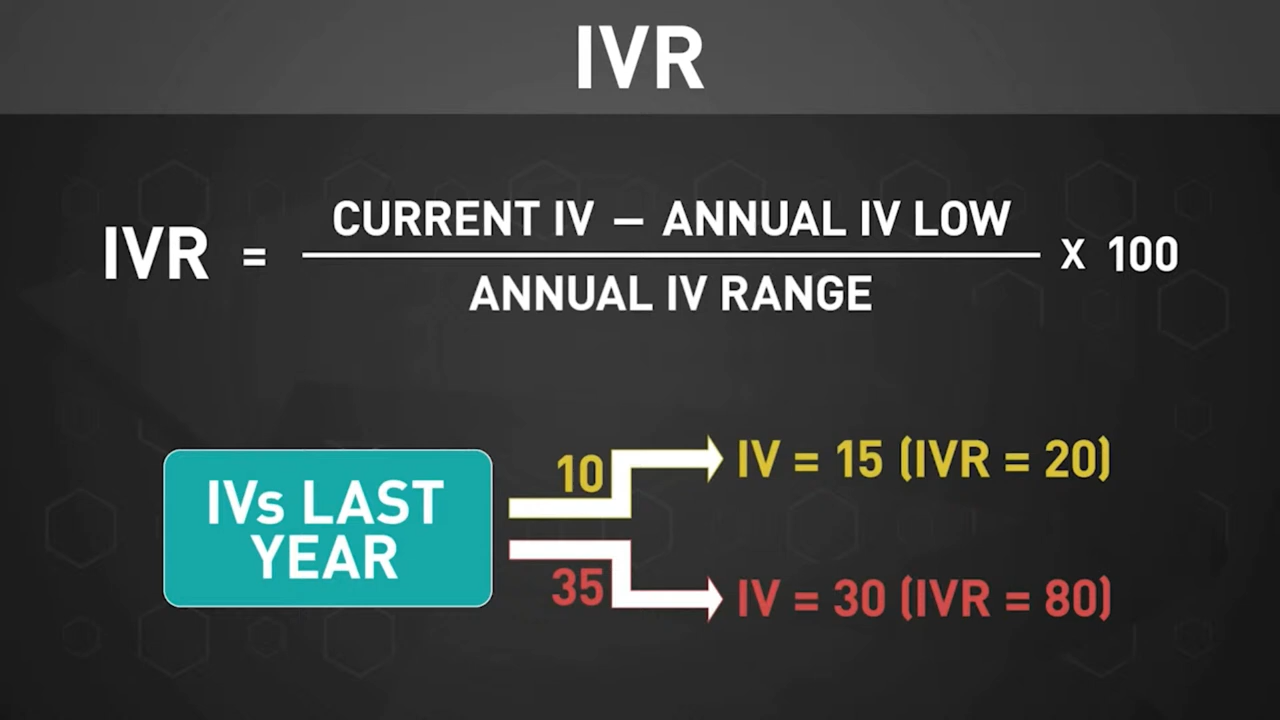 IVR
IVR = CURRENT IV – ANNUAL IV LOW X 100
ANNUAL IV RANGE
IVs LAST
YEAR
10
IV = 15 (IVR = 20)
35
IV = 30 (IVR = 80)